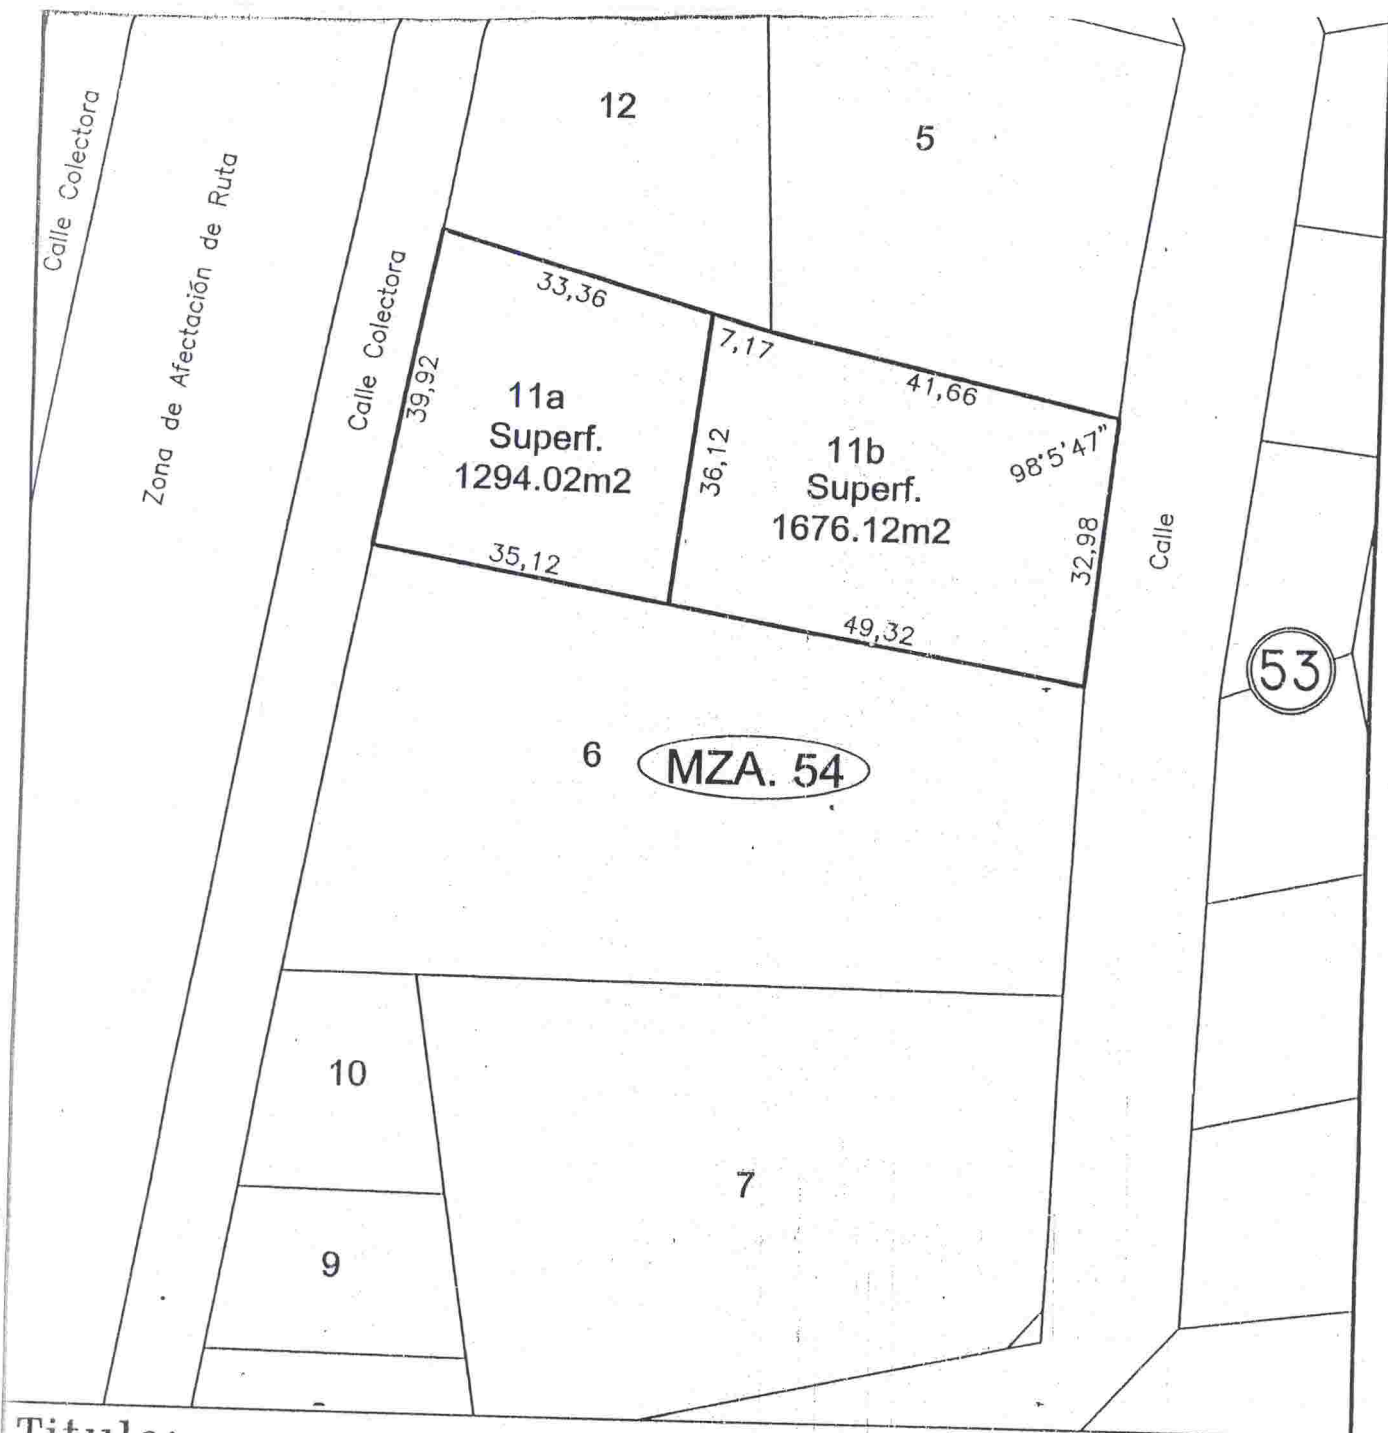 12
5
Calle Colectora
Zona de Afectación de Ruta
Calle Colectora
33,36
7,17
41,66
39,92
11a
Superf.
1294.02m2
36,12
11b
Superf.
1676.12m2
98°5'47"
32,98
Calle
35,12
49,32
53
6
MZA. 54
10
7
9